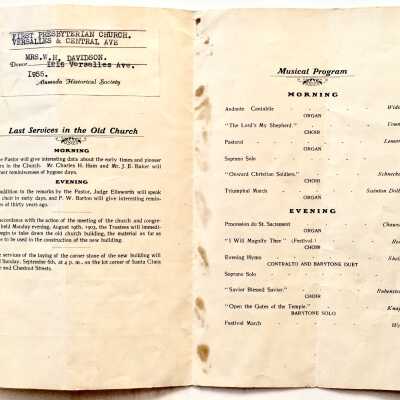 FIRST PRESBYTERIAN CHURCH.
VERSALLES & CENTRAL AVE
MRS.W.H. DAVIDSON.
Donor 1616 Versalles Ave.
1955.
Alameda Historical Society
Last Services in the Old Church
MORNING
Pastor will give interesting data about the early times and pioneer
in the Church. Mr. Charles H. Ham and Mr. J. E. Baker will
reminiscences of bygone days.
EVENING
addition to the remarks by the Pastor, Judge Ellsworth will speak
choir in early days, and P. W. Barton will give interesting
of thirty years ago.
accordance with the action of the meeting of the church and
held Monday evening, August 19th, 1903, the Trustees will
to take down the old church building, the material as far as
to be used in the construction of the new building.
services of the laying of the corner stone of the new building will
Sunday, September 6th, at 4 p. m. on the lot corner of Santa Clara
and Chestnut Streets.
Musical Program
MORNING
Andante Cantabile
ORGAN
"The Lord's My Shepherd,"
CHOIR
Pastoral
ORGAN
Soprano Solo
"Onward Christian Soldiers,"
CHOIR
Triumphal March
ORGAN
EVENING
Procession du St. Sacrament
ORGAN
"I Will Magnify Thee" (Festival)
CHOIR
Evening Hymn
CONTRALTO AND BARYTONE DUET
Soprano Solo
"Savior Blessed Savior,"
CHOIR
"Open the Gates of the Temple,"
BARYTONE SOLO
Festival March